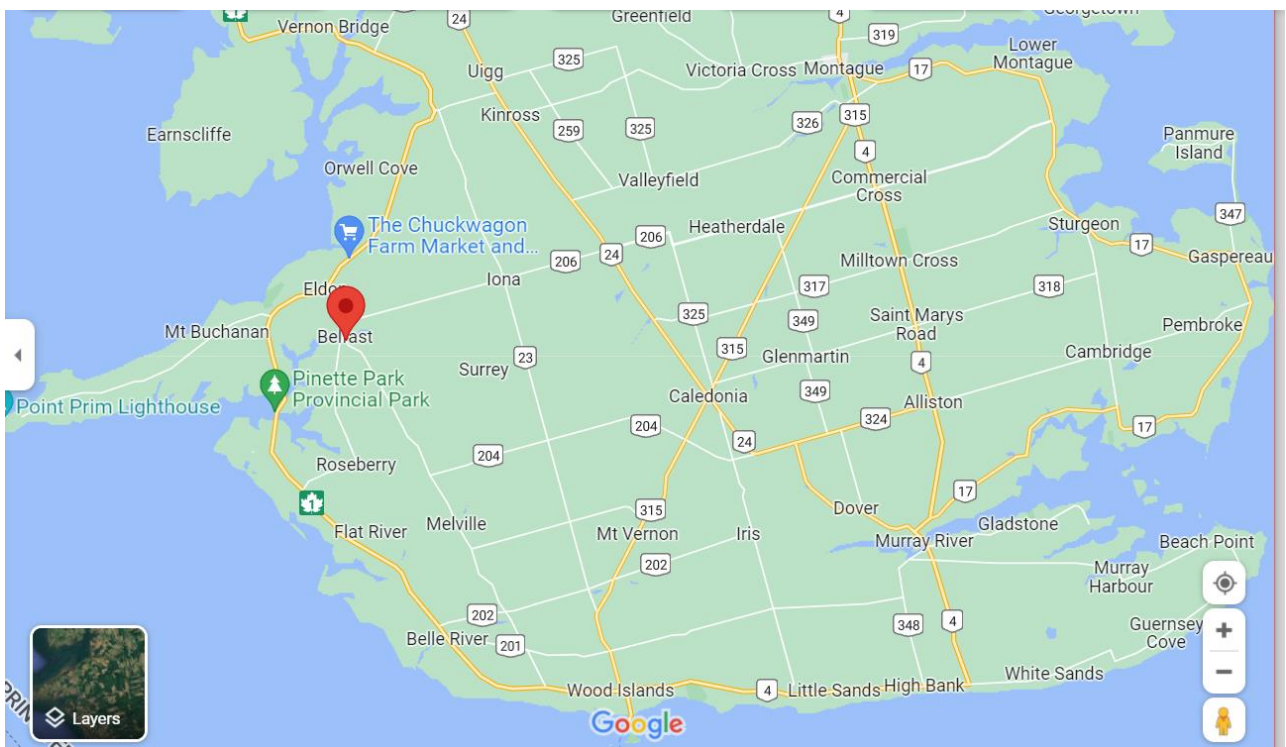 Vernon Bridge
24
Greenfield
4
319
Georgetown
325
Uigg
Victoria Cross
Montague
17
Lower
Montague
Kinross
259
325
326
315
Earnscliffe
4
Panmure
Island
Orwell Cove
Valleyfield
Commercial
Cross
The Chuckwagon
Farm Market and...
206
Heatherdale
347
Sturgeon
17
206
24
Milltown Cross
Gaspereau
Iona
317
318
325
349
Saint Marys
Road
Mt Buchanan
Belfast
315
Glenmartin
Pembroke
Surrey
23
4
Cambridge
Pinette Park
Provincial Park
Caledonia
349
Alliston
Point Prim Lighthouse
204
24
324
17
204
Roseberry
17
1
315
Dover
Flat River
Melville
Mt Vernon
Iris
Murray River
Gladstone
Beach Point
202
Murray
Harbour
202
348
4
Guernsey
Cove
+
Belle River
201
−
Wood Islands
4
Little Sands
High Bank
White Sands
Layers
Google